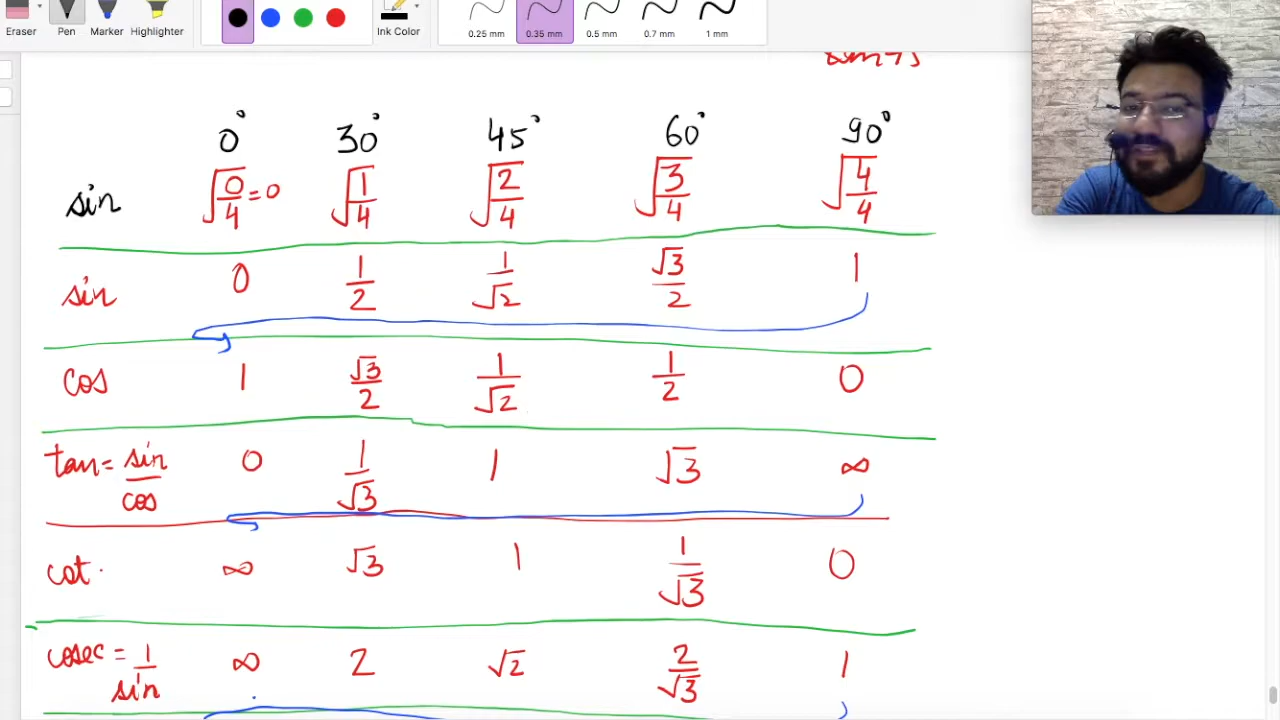 Eraser Pen Marker Highlighter Ink Color 0.25 mm 0.35 mm 0.5 mm 0.7 mm 1 mm
0° 30° 45° 60° 90°
sin √0/4=0 √1/4 √2/4 √3/4 √4/4
sin 0 1/2 1/√2 √3/2 1
cos 1 √3/2 1/√2 1/2 0
tan=sin/cos 0 1/√3 1 √3 ∞
cot ∞ √3 1 1/√3 0
cosec=1/sin ∞ 2 √2 2/√3 1